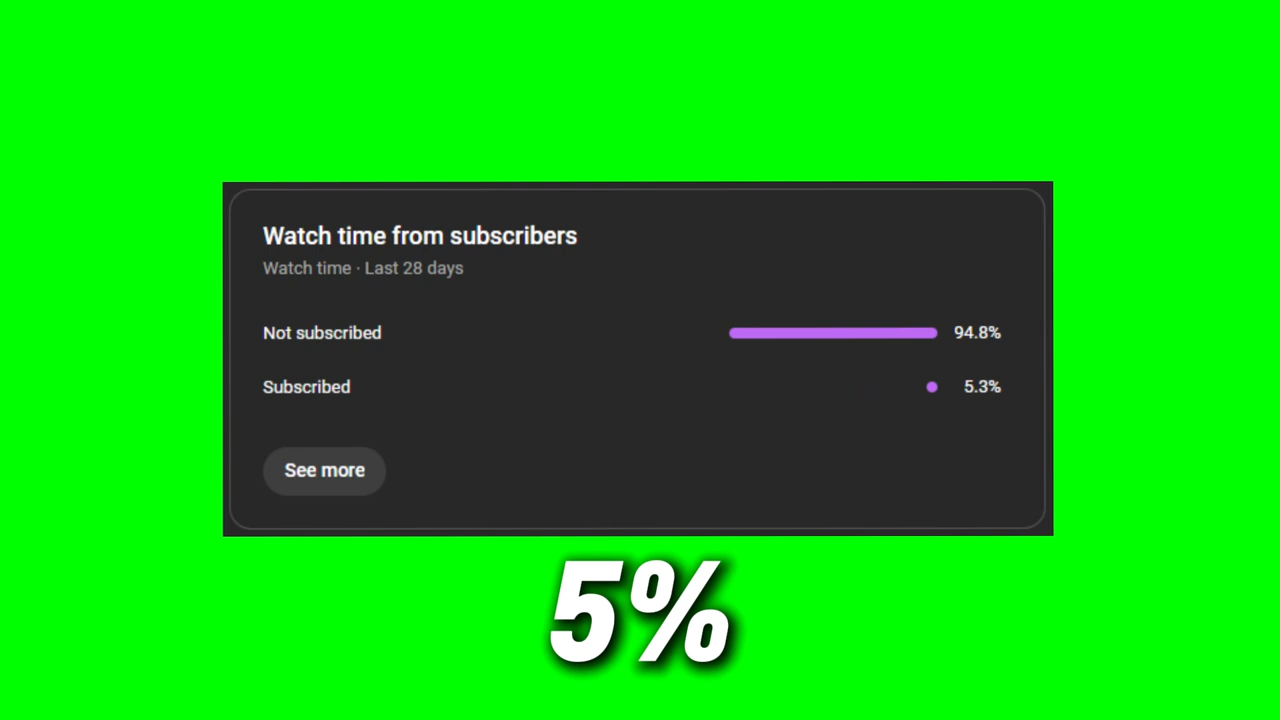 Watch time from subscribers
Watch time · Last 28 days
Not subscribed 94.8%
Subscribed 5.3%
See more
5%